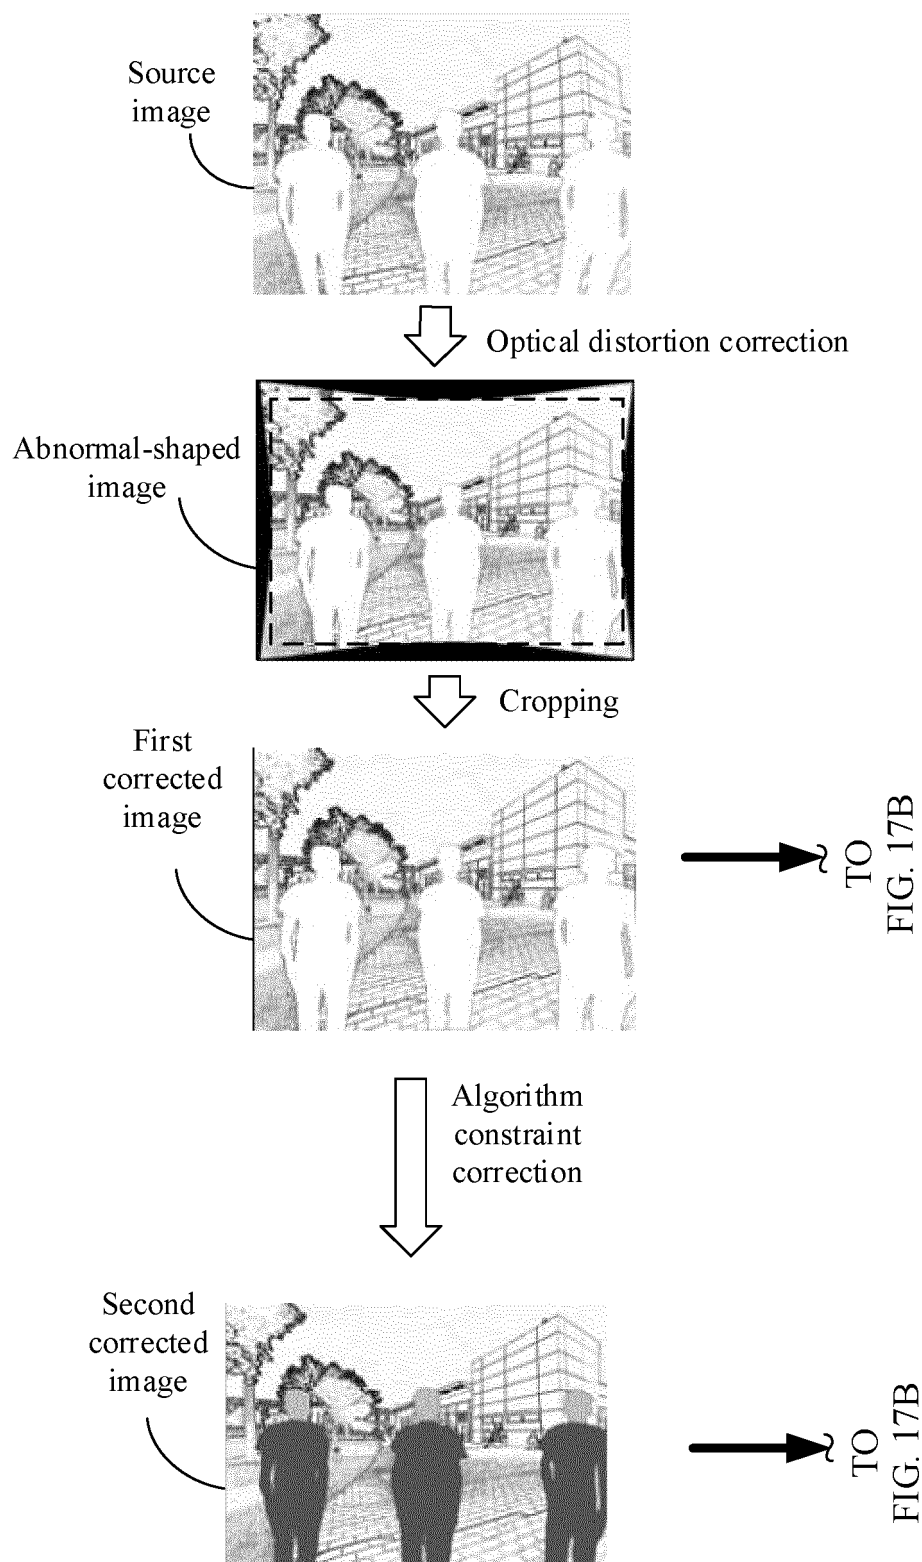 Source
image
Optical distortion correction
Abnormal-shaped
image
Cropping
First
corrected
image
TO
FIG. 17B
Algorithm
constraint
correction
Second
corrected
image
TO
FIG. 17B